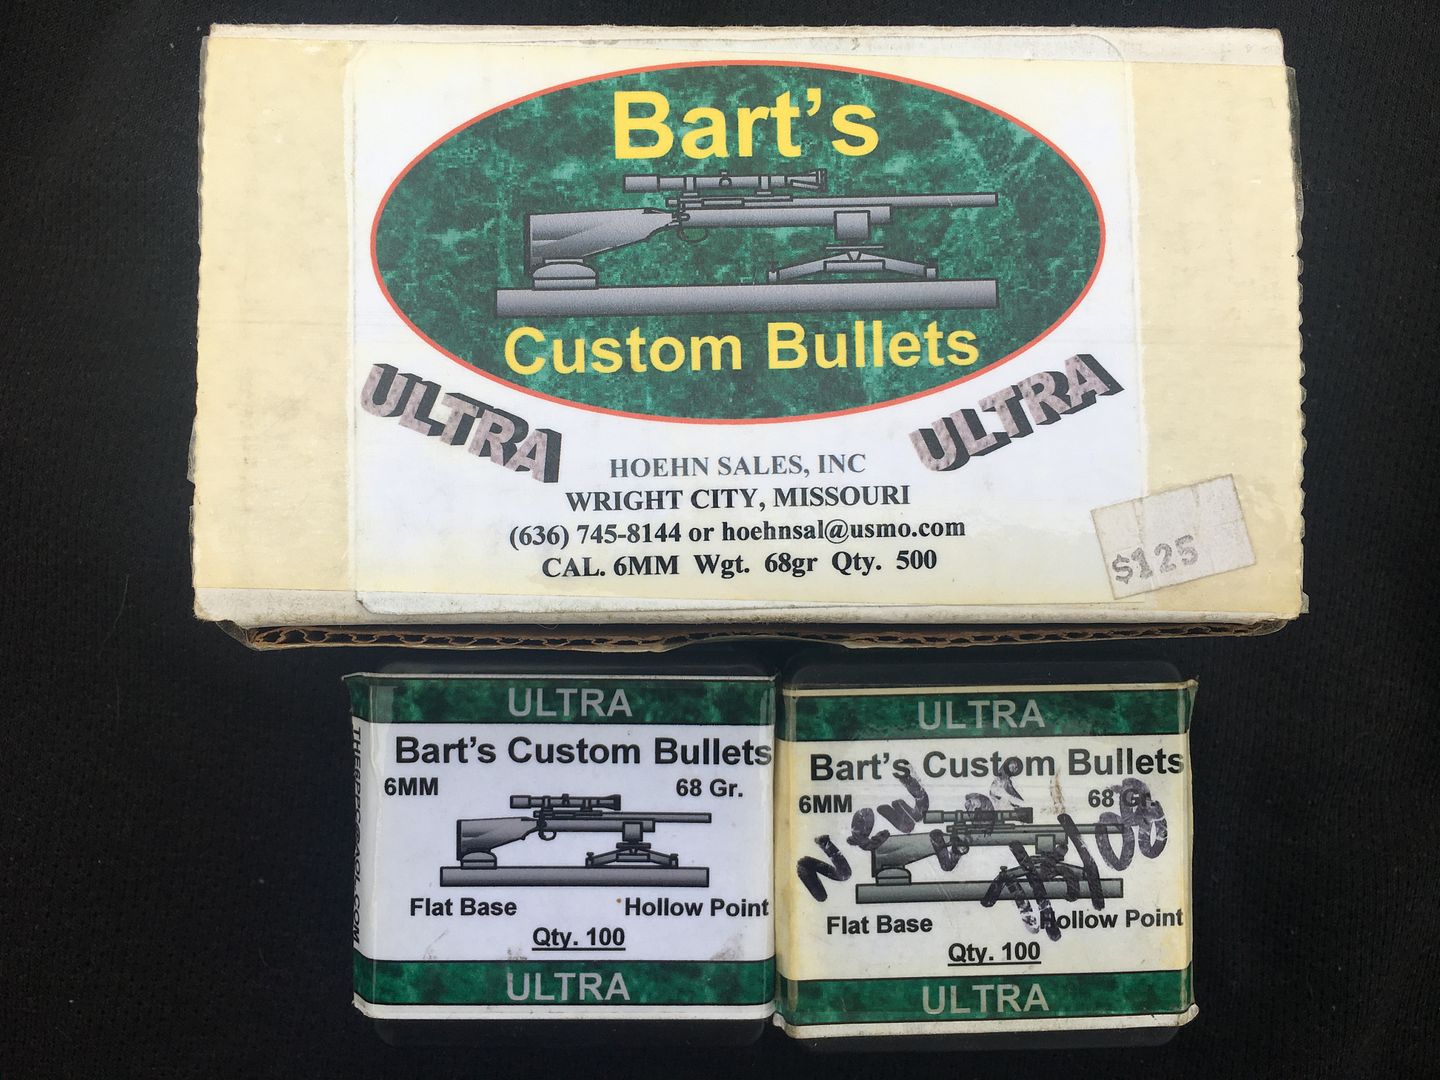 Bart's
Custom Bullets
ULTRA ULTRA
HOEHN SALES, INC
WRIGHT CITY, MISSOURI
(636) 745-8144 or hoehnsal@usmo.com
CAL. 6MM Wgt. 68gr Qty. 500
$125
ULTRA
Bart's Custom Bullets
6MM 68 Gr.
Flat Base Hollow Point
Qty. 100
ULTRA
ULTRA
Bart's Custom Bullets
6MM 68 Gr.
New
Flat Base Hollow Point
Qty. 100
ULTRA